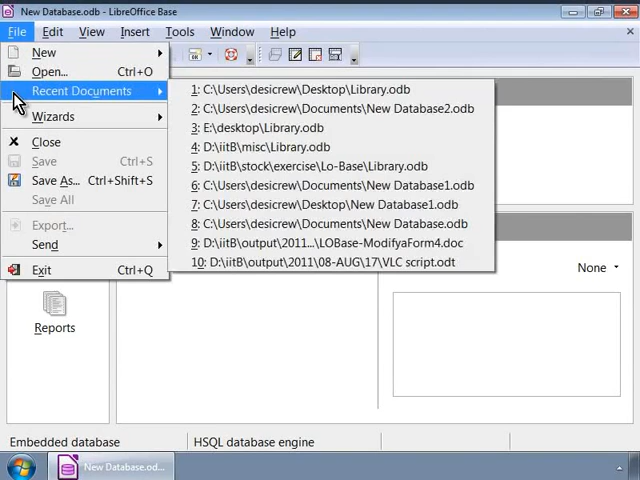 New Database.odb - LibreOffice Base
File Edit View Insert Tools Window Help
New
Open... Ctrl+O
Recent Documents
Wizards
Close
Save Ctrl+S
Save As... Ctrl+Shift+S
Save All
Export...
Send
Exit Ctrl+Q
1: C:\Users\desicrew\Desktop\Library.odb
2: C:\Users\desicrew\Documents\New Database2.odb
3: E:\desktop\Library.odb
4: D:\iitB\misc\Library.odb
5: D:\iitB\stock\exercise\Lo-Base\Library.odb
6: C:\Users\desicrew\Documents\New Database1.odb
7: C:\Users\desicrew\Desktop\New Database1.odb
8: C:\Users\desicrew\Documents\New Database.odb
9: D:\iitB\output\2011...\LOBase-ModifyaForm4.doc
10: D:\iitB\output\2011\08-AUG\17\VLC script.odt
None
Reports
Embedded database
HSQL database engine
New Database.od...